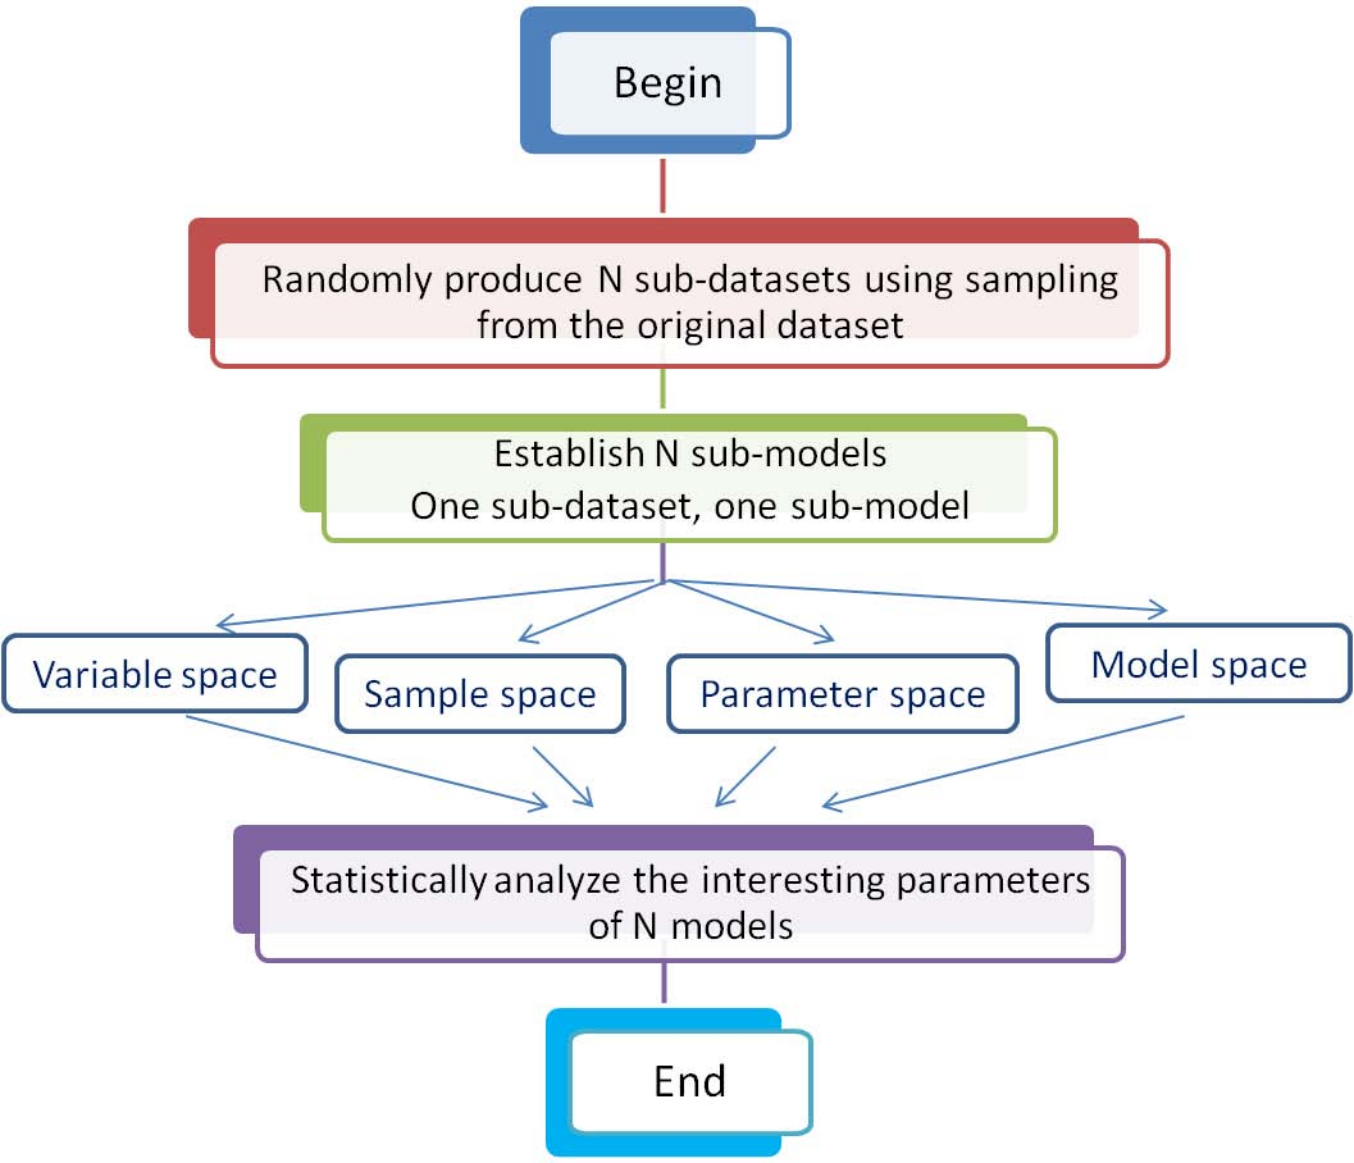 Begin
Randomly produce N sub-datasets using sampling
from the original dataset
Establish N sub-models
One sub-dataset, one sub-model
Variable space
Sample space
Parameter space
Model space
Statistically analyze the interesting parameters
of N models
End